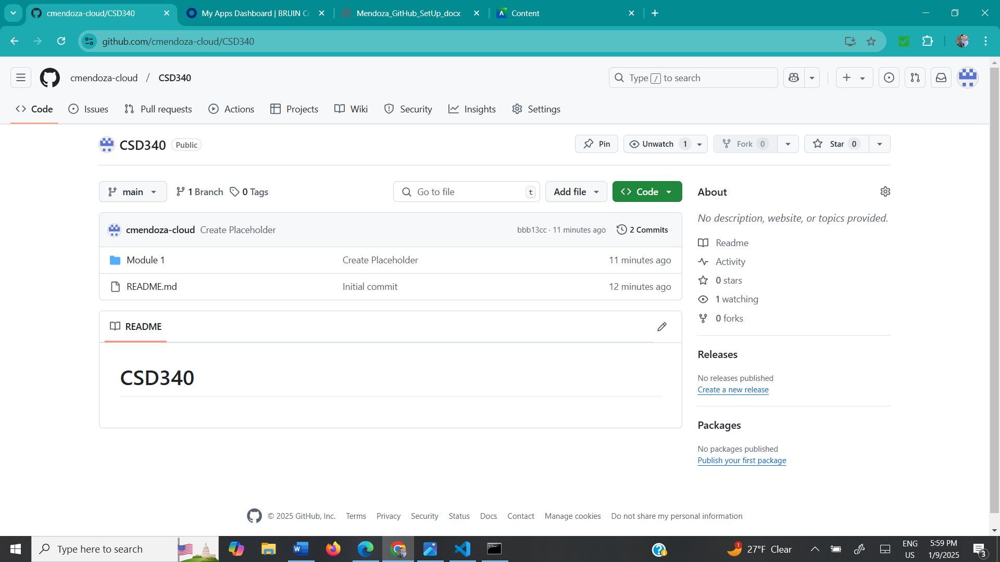 cmendoza-cloud/CSD340
My Apps Dashboard | BRUIN Co
Mendoza_GitHub_SetUp_docx
Content
github.com/cmendoza-cloud/CSD340
cmendoza-cloud / CSD340
Type / to search
Code Issues Pull requests Actions Projects Wiki Security Insights Settings
CSD340 Public
Pin
Unwatch 1
Fork 0
Star 0
main
1 Branch 0 Tags
Go to file t
Add file
Code
cmendoza-cloud Create Placeholder bbb13cc · 11 minutes ago 2 Commits
Module 1 Create Placeholder 11 minutes ago
README.md Initial commit 12 minutes ago
README
CSD340
About
No description, website, or topics provided.
Readme
Activity
0 stars
1 watching
0 forks
Releases
No releases published
Create a new release
Packages
No packages published
Publish your first package
© 2025 GitHub, Inc. Terms Privacy Security Status Docs Contact Manage cookies Do not share my personal information
Type here to search
1
27°F Clear
ENG
US
5:59 PM
1/9/2025
3